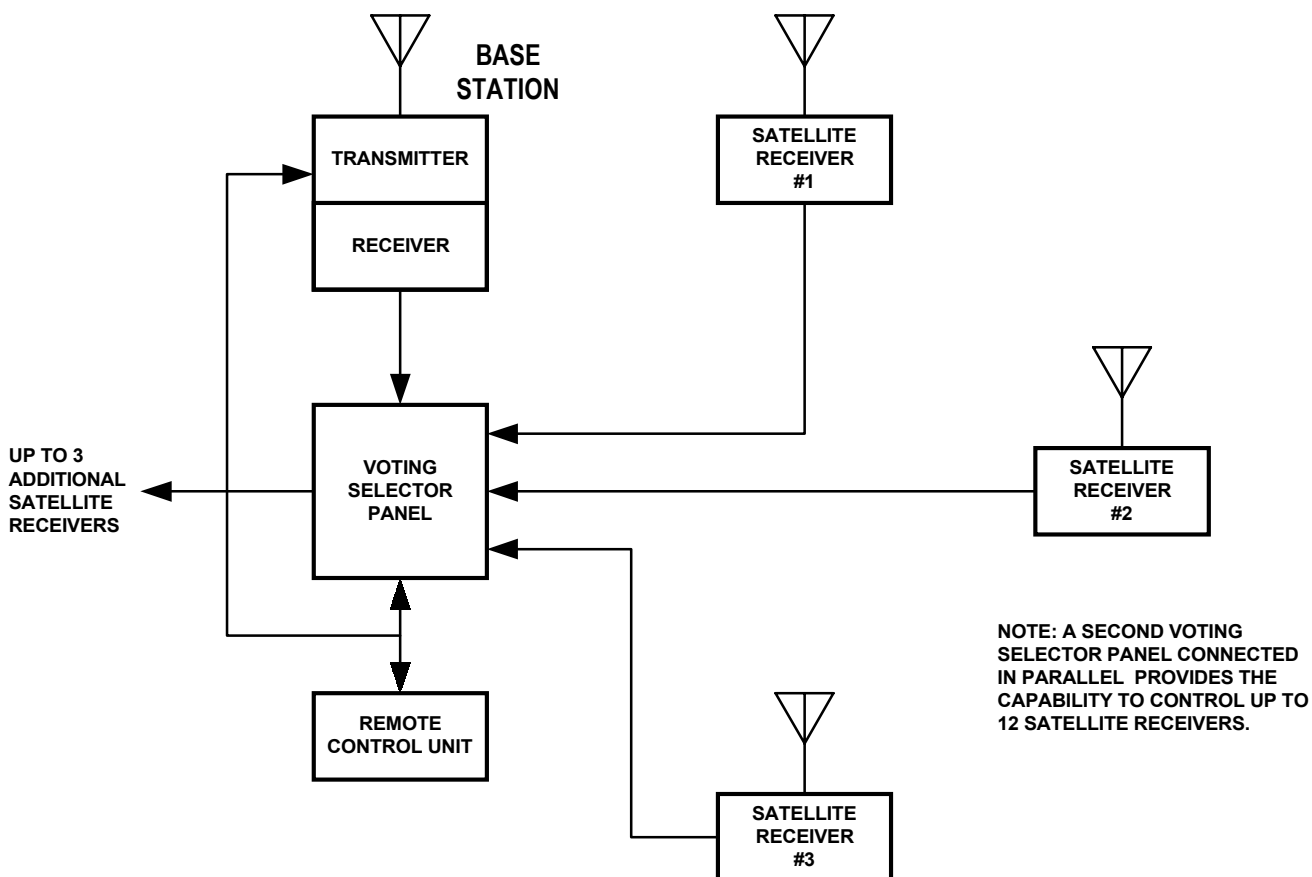 BASE
STATION
TRANSMITTER
RECEIVER
SATELLITE
RECEIVER
#1
UP TO 3
ADDITIONAL
SATELLITE
RECEIVERS
VOTING
SELECTOR
PANEL
SATELLITE
RECEIVER
#2
REMOTE
CONTROL UNIT
NOTE: A SECOND VOTING
SELECTOR PANEL CONNECTED
IN PARALLEL PROVIDES THE
CAPABILITY TO CONTROL UP TO
12 SATELLITE RECEIVERS.
SATELLITE
RECEIVER
#3